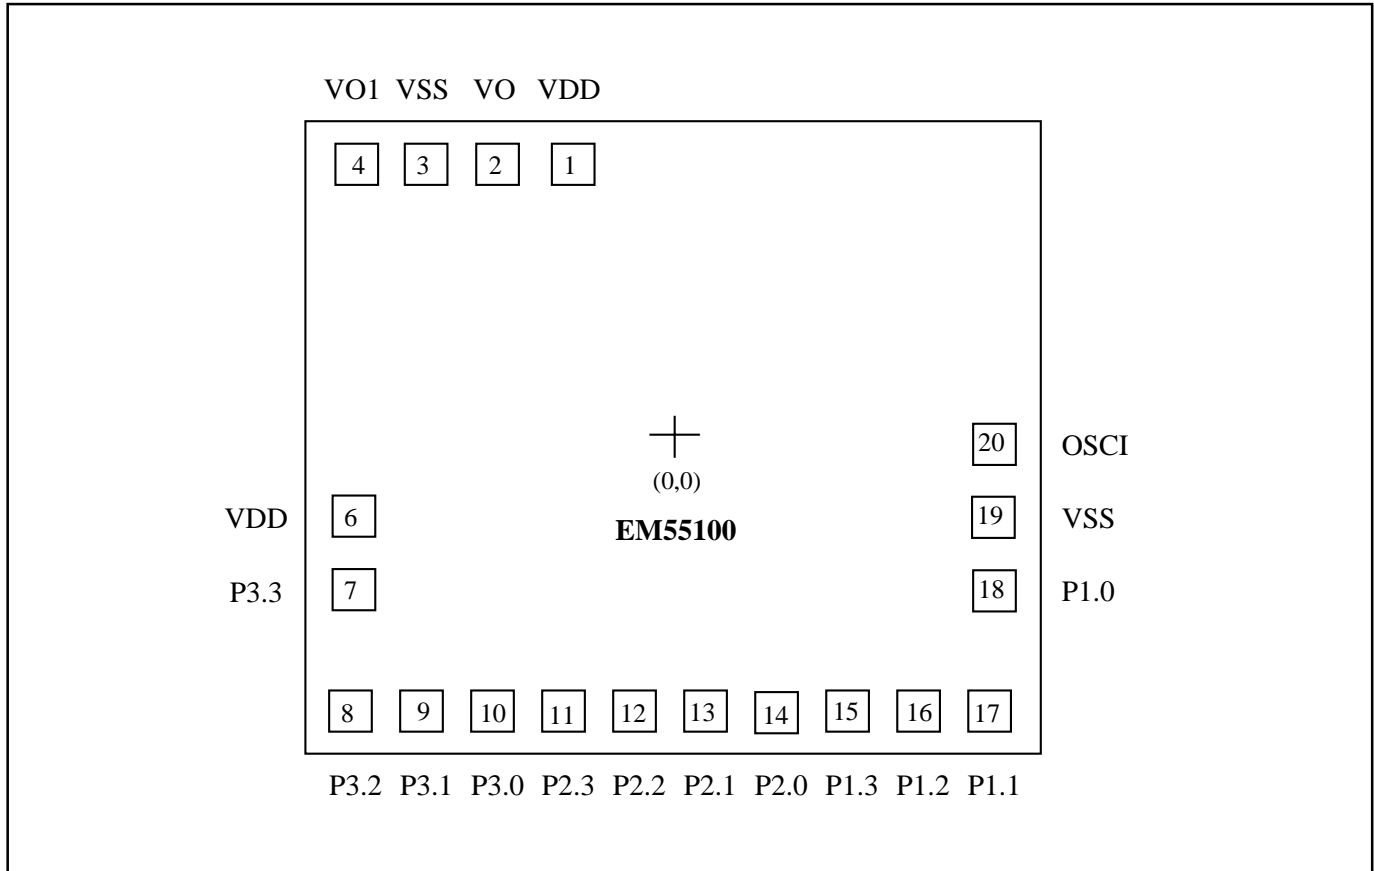 VO1 VSS VO VDD
4 3 2 1
20 OSCI
(0,0)
VDD 6 19 VSS
EM55100
P3.3 7 18 P1.0
8 9 10 11 12 13 14 15 16 17
P3.2 P3.1 P3.0 P2.3 P2.2 P2.1 P2.0 P1.3 P1.2 P1.1